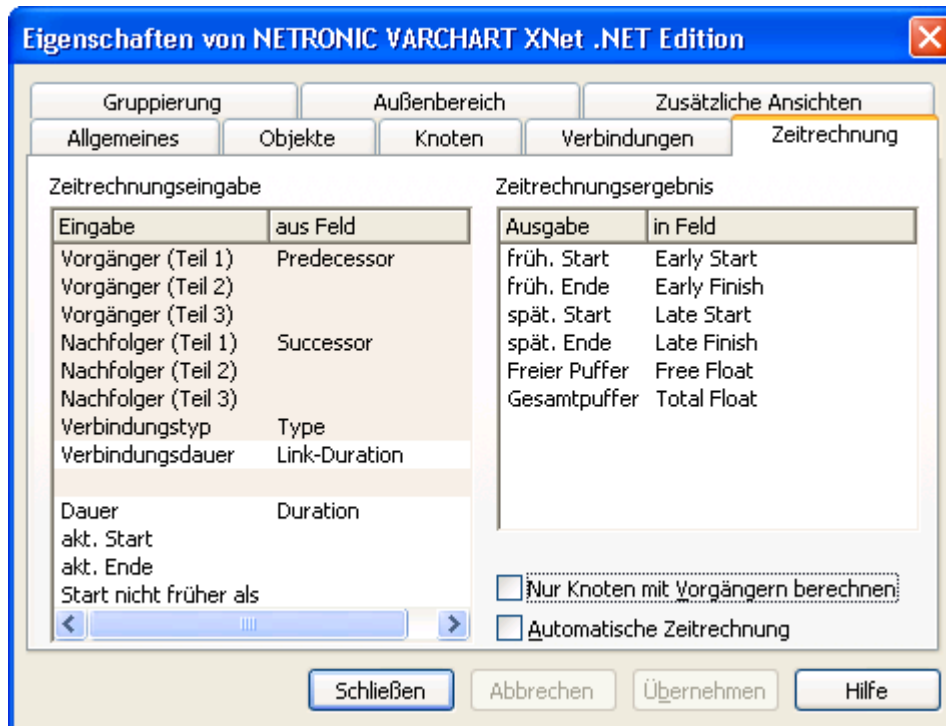 Eigenschaften von NETRONIC VARCHART XNet .NET Edition
Gruppierung Außenbereich Zusätzliche Ansichten
Allgemeines Objekte Knoten Verbindungen Zeitrechnung
Zeitrechnungseingabe
Eingabe aus Feld
Vorgänger (Teil 1) Predecessor
Vorgänger (Teil 2)
Vorgänger (Teil 3)
Nachfolger (Teil 1) Successor
Nachfolger (Teil 2)
Nachfolger (Teil 3)
Verbindungstyp Type
Verbindungsdauer Link-Duration
Dauer Duration
akt. Start
akt. Ende
Start nicht früher als
Zeitrechnungsergebnis
Ausgabe in Feld
früh. Start Early Start
früh. Ende Early Finish
spät. Start Late Start
spät. Ende Late Finish
Freier Puffer Free Float
Gesamtpuffer Total Float
Nur Knoten mit Vorgängern berechnen
Automatische Zeitrechnung
Schließen Abbrechen Übernehmen Hilfe